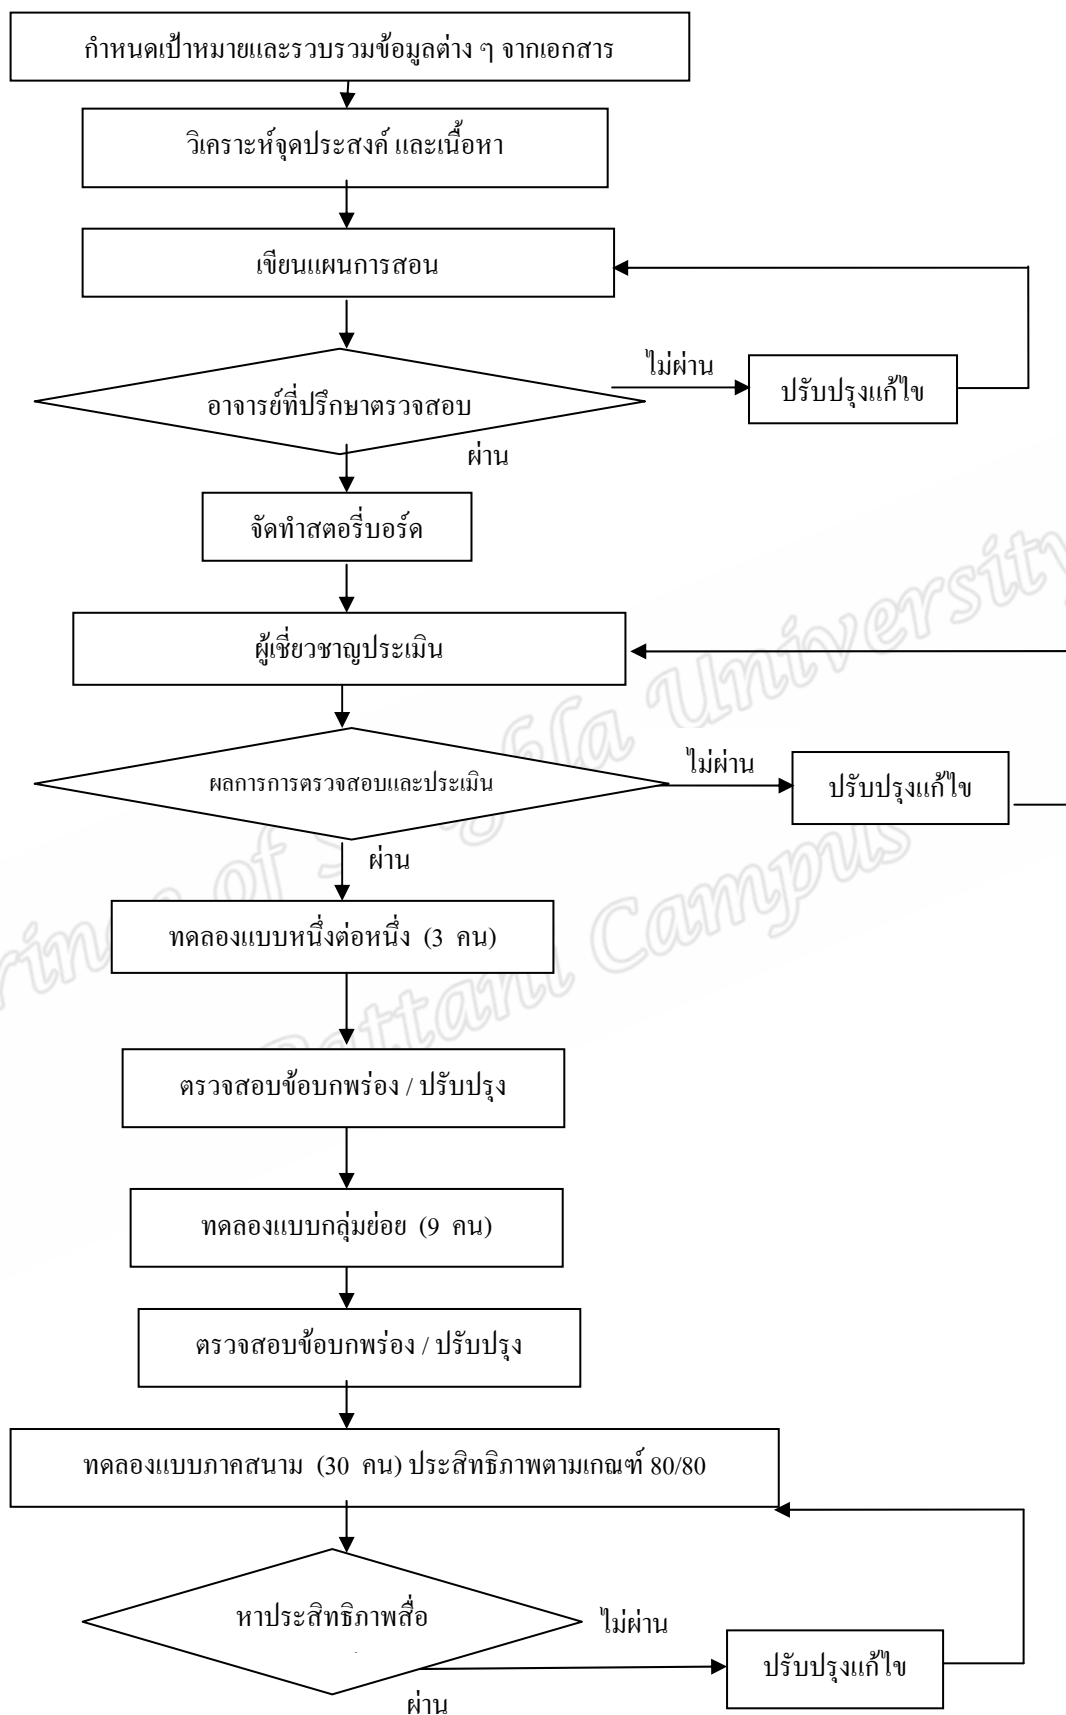 กำหนดเป้าหมายและรวบรวมข้อมูลต่าง ๆ จากเอกสาร
วิเคราะห์จุดประสงค์ และเนื้อหา
เขียนแผนการสอน
ไม่ผ่าน
ปรับปรุงแก้ไข
อาจารย์ที่ปรึกษาตรวจสอบ
ผ่าน
จัดทำสตอรี่บอร์ด
ผู้เชี่ยวชาญประเมิน
ไม่ผ่าน
ผลการการตรวจสอบและประเมิน
ปรับปรุงแก้ไข
ผ่าน
ทดลองแบบหนึ่งต่อหนึ่ง (3 คน)
ตรวจสอบข้อบกพร่อง / ปรับปรุง
ทดลองแบบกลุ่มย่อย (9 คน)
ตรวจสอบข้อบกพร่อง / ปรับปรุง
ทดลองแบบภาคสนาม (30 คน) ประสิทธิภาพตามเกณฑ์ 80/80
หาประสิทธิภาพสื่อ
ไม่ผ่าน
ปรับปรุงแก้ไข
ผ่าน
of
University
Campus